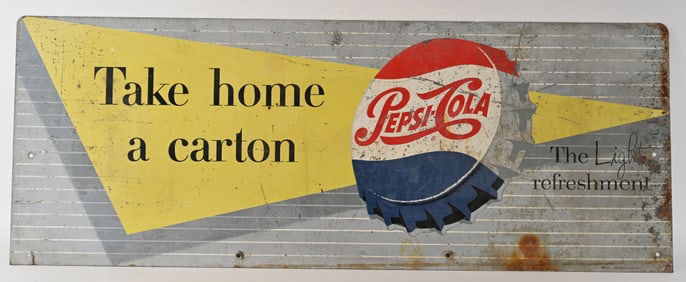 Take home
a carton
PEPSI-COLA
The Light
refreshment